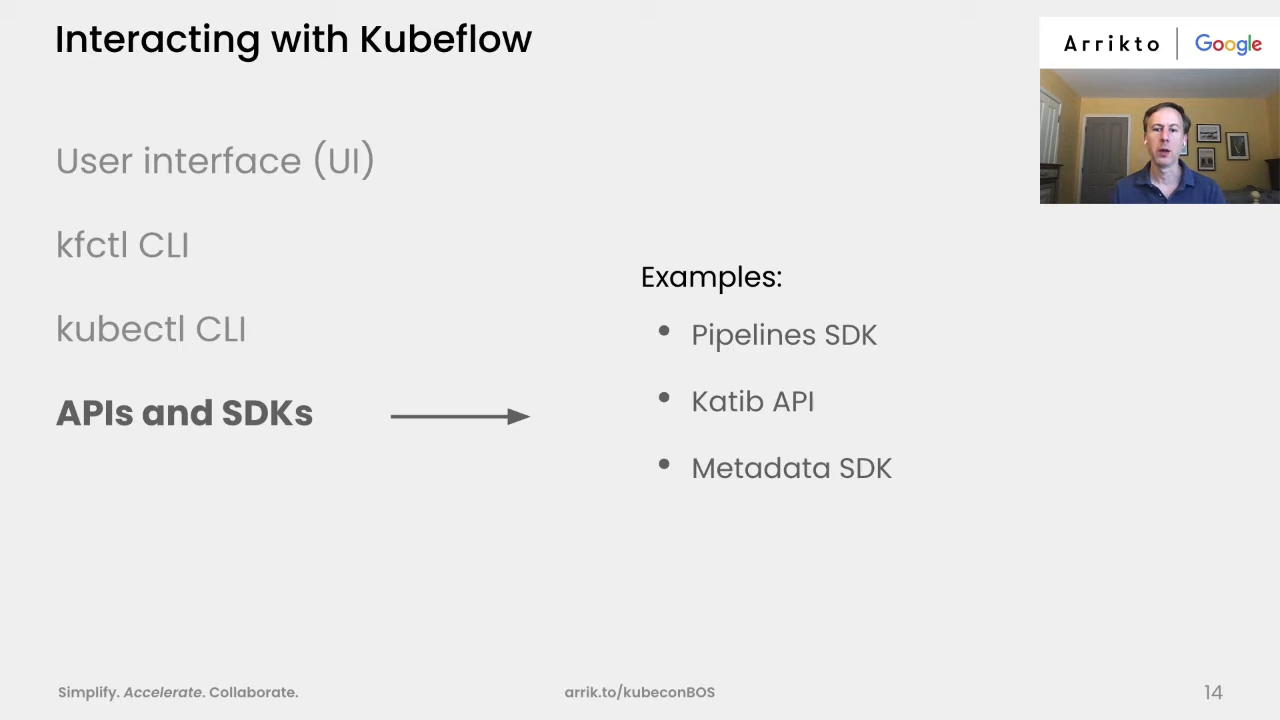 Interacting with Kubeflow
Arrikto | Google
User interface (UI)
kfctl CLI
kubectl CLI
APIs and SDKs
Examples:
• Pipelines SDK
• Katib API
• Metadata SDK
Simplify. Accelerate. Collaborate.
arrik.to/kubeconBOS
14